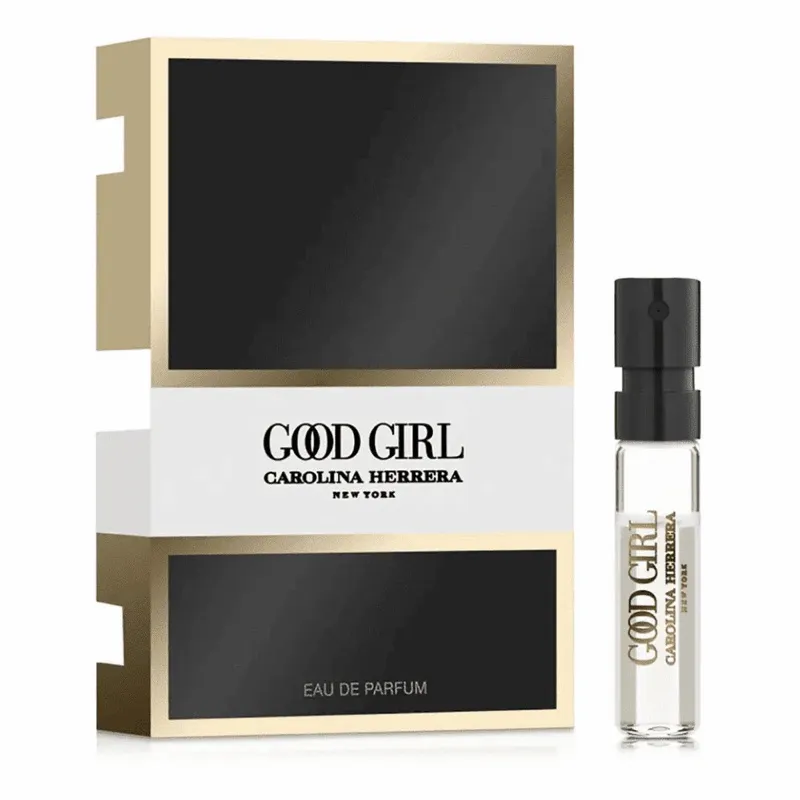 GOOD GIRL
CAROLINA HERRERA
NEW YORK
EAU DE PARFUM
GOOD GIRL
CAROLINA HERRERA
NEW YORK